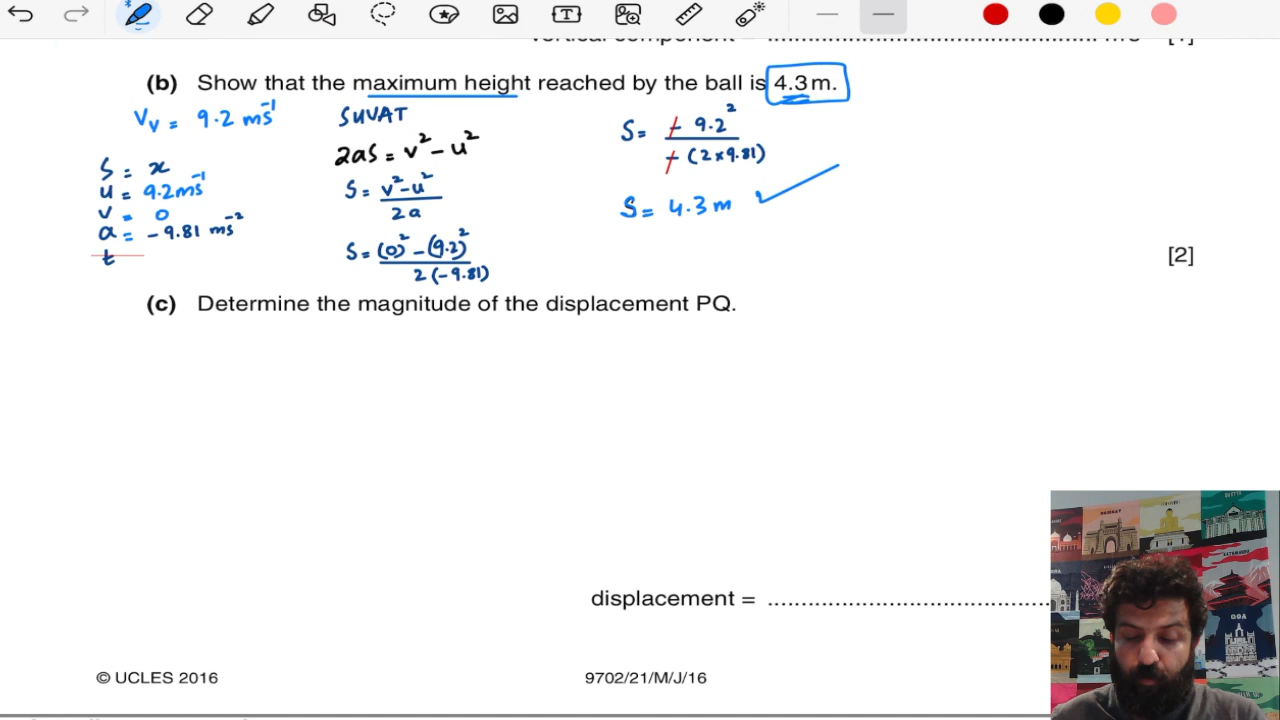 (b) Show that the maximum height reached by the ball is 4.3 m.
Vv = 9.2 ms⁻¹
S = x
u = 9.2 ms⁻¹
v = 0
a = -9.81 ms⁻²
t
SUVAT
2as = v² - u²
S = v² - u² / 2a
S = (0)² - (9.2)² / 2(-9.81)
S = - 9.2² / - (2×9.81)
S = 4.3 m
[2]
(c) Determine the magnitude of the displacement PQ.
displacement = ..........................................
© UCLES 2016
9702/21/M/J/16
GOA